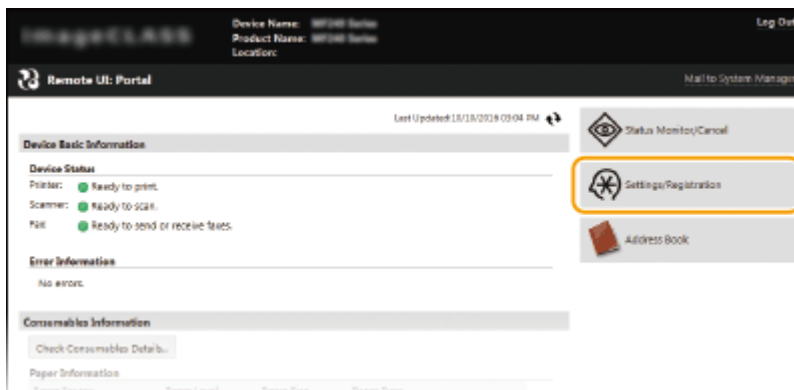 Device Name:
Product Name:
Location:
Log Out
Remote UI: Portal
Mail to System Manager
Last Updated:10/10/2016 03:04 PM
Device Basic Information
Device Status
Printer: Ready to print.
Scanner: Ready to scan.
Fax: Ready to send or receive faxes.
Error Information
No errors.
Consumables Information
Check Consumables Details...
Paper Information
Status Monitor/Cancel
Settings/Registration
Address Book